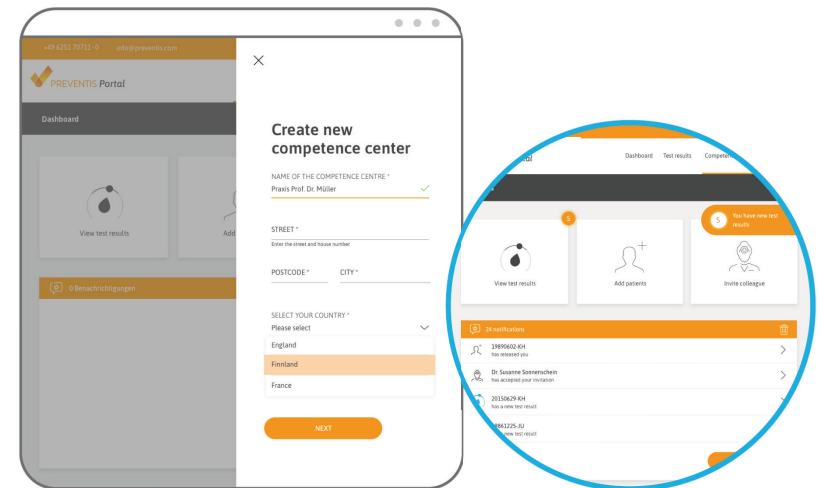 +49 6251 70711-0 info@preventis.com
PREVENTIS Portal
Dashboard
View test results
Add
0 Benachrichtigungen
Create new
competence center
NAME OF THE COMPETENCE CENTRE *
Praxis Prof. Dr. Müller
STREET *
Enter the street and house number
POSTCODE * CITY *
SELECT YOUR COUNTRY *
Please select
England
Finnland
France
NEXT
Dashboard Test results
5
5 You have new test
results
View test results
Add patients
Invite colleague
24 notifications
19890602-KH
has released you
Dr. Susanne Sonnenschein
has accepted your invitation
20150629-KH
has a new test result
9861225-JU
new test result